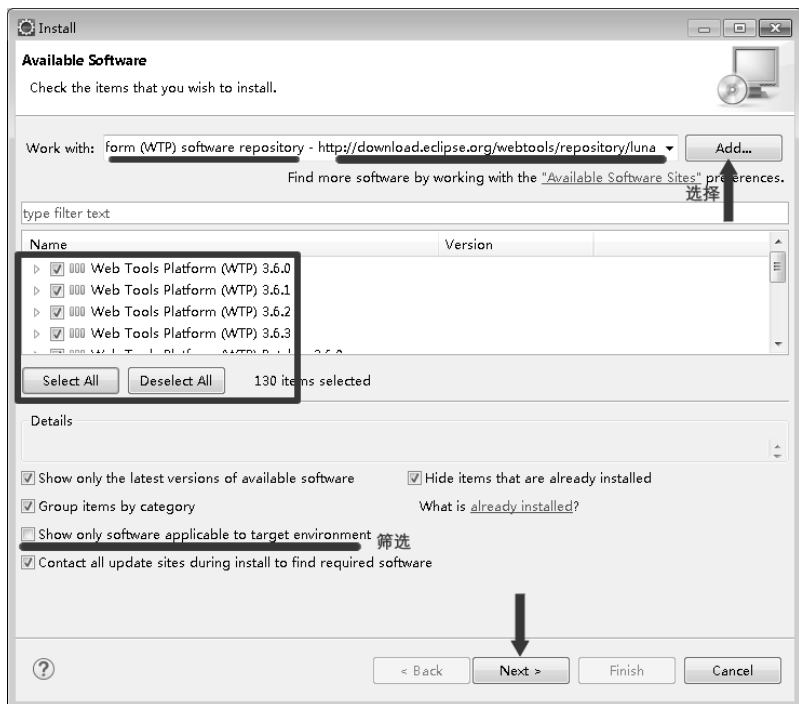 Install
Available Software
Check the items that you wish to install.
Work with: form (WTP) software repository - http://download.eclipse.org/webtools/repository/luna Add...
Find more software by working with the "Available Software Sites" preferences.
选择
type filter text
Name Version
Web Tools Platform (WTP) 3.6.0
Web Tools Platform (WTP) 3.6.1
Web Tools Platform (WTP) 3.6.2
Web Tools Platform (WTP) 3.6.3
Select All Deselect All 130 items selected
Details
Show only the latest versions of available software Hide items that are already installed
Group items by category What is already installed?
Show only software applicable to target environment 筛选
Contact all update sites during install to find required software
? < Back Next > Finish Cancel